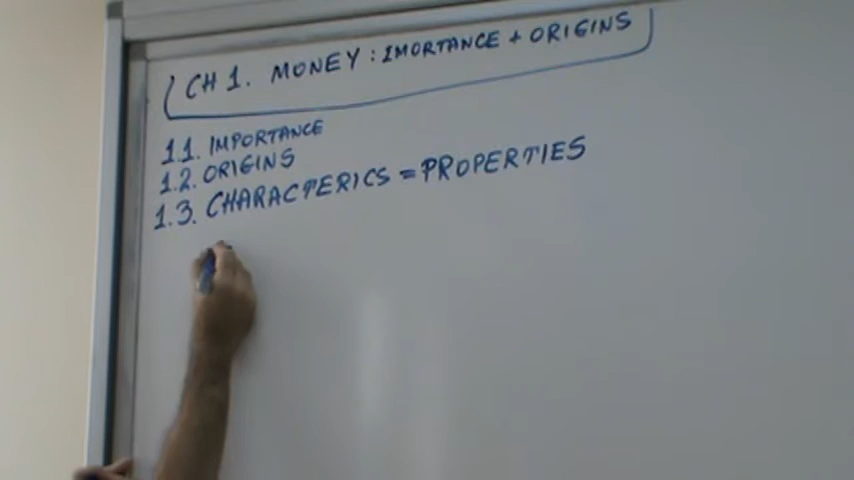 CH 1. MONEY: IMORTANCE + ORIGINS
1.1. IMPORTANCE
1.2. ORIGINS
1.3. CHARACTERICS = PROPERTIES